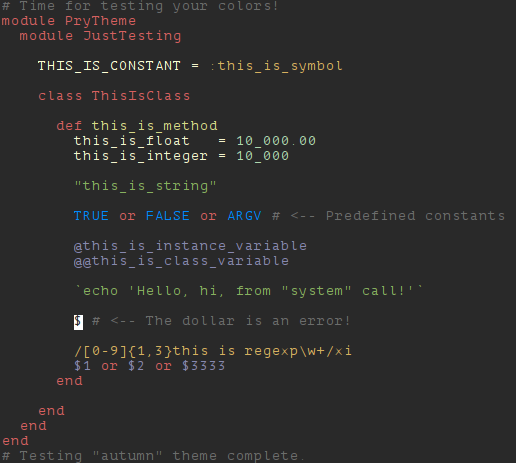 # Time for testing your colors!
module PryTheme
  module JustTesting

    THIS_IS_CONSTANT = :this_is_symbol

    class ThisIsClass

      def this_is_method
        this_is_float   = 10_000.00
        this_is_integer = 10_000

        "this_is_string"

        TRUE or FALSE or ARGV # <-- Predefined constants

        @this_is_instance_variable
        @@this_is_class_variable

        `echo 'Hello, hi, from "system" call!'`

        $ # <-- The dollar is an error!

        /[0-9]{1,3}this is regexp\w+/xi
        $1 or $2 or $3333
      end

    end
  end
end
# Testing "autumn" theme complete.